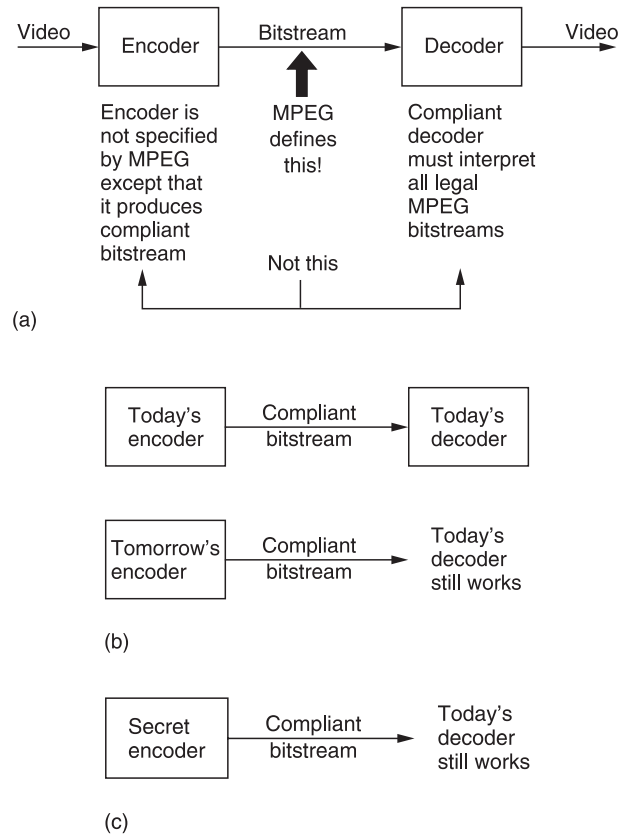 Video
Encoder
Bitstream
Decoder
Video
Encoder is
not specified
by MPEG
except that
it produces
compliant
bitstream
MPEG
defines
this!
Compliant
decoder
must interpret
all legal
MPEG
bitstreams
Not this
(a)
Today's
encoder
Compliant
bitstream
Today's
decoder
Tomorrow's
encoder
Compliant
bitstream
Today's
decoder
still works
(b)
Secret
encoder
Compliant
bitstream
Today's
decoder
still works
(c)